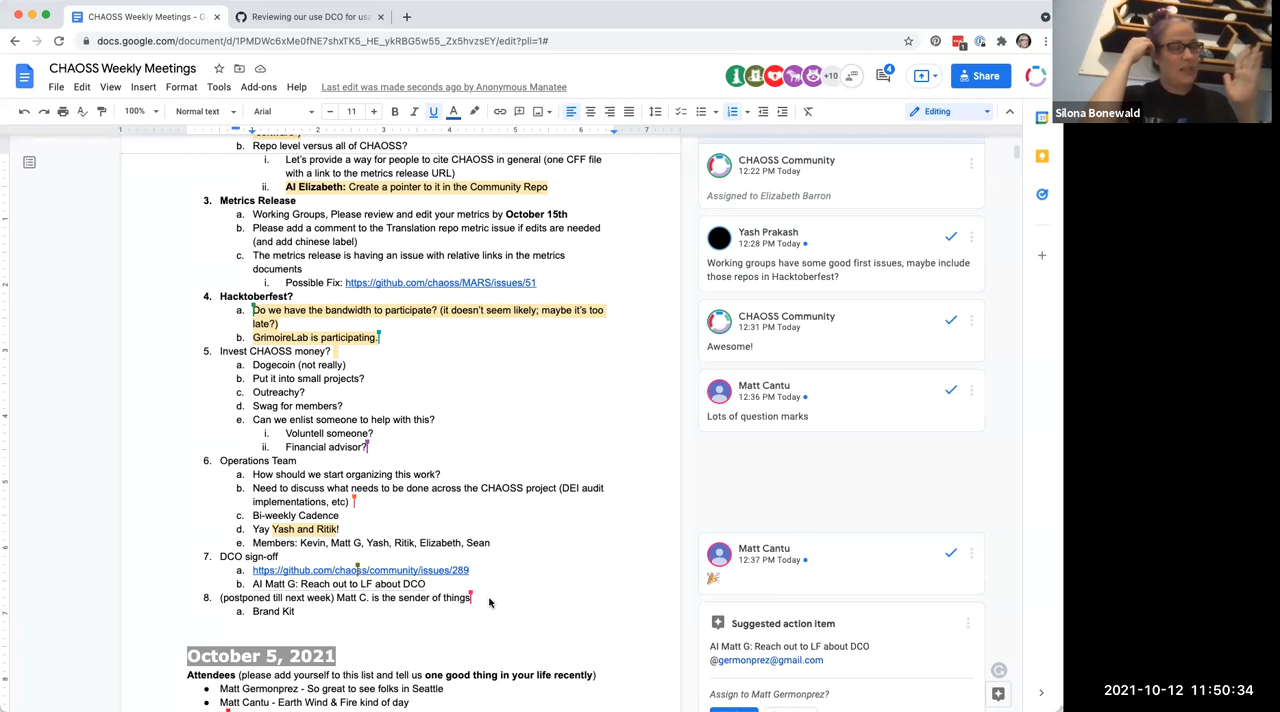 CHAOSS Weekly Meetings - G
Reviewing our use DCO for usa
docs.google.com/document/d/1PMDWc6xMe0fNE7shxTK5_HE_ykRBG5w55_Zx5hvzsEY/edit?pli=1#
CHAOSS Weekly Meetings
File Edit View Insert Format Tools Add-ons Help Last edit was made seconds ago by Anonymous Manatee
+10
4
Share
100% Normal text Arial 11 Editing
Silona Bonewald
1 1 2 3 4 5 6 7
b. Repo level versus all of CHAOSS?
i. Let's provide a way for people to cite CHAOSS in general (one CFF file
with a link to the metrics release URL)
ii. AI Elizabeth: Create a pointer to it in the Community Repo
3. Metrics Release
a. Working Groups, Please review and edit your metrics by October 15th
b. Please add a comment to the Translation repo metric issue if edits are needed
(and add chinese label)
c. The metrics release is having an issue with relative links in the metrics
documents
i. Possible Fix: https://github.com/chaoss/MARS/issues/51
4. Hacktoberfest?
a. Do we have the bandwidth to participate? (it doesn't seem likely; maybe it's too
late?)
b. GrimoireLab is participating.
5. Invest CHAOSS money?
a. Dogecoin (not really)
b. Put it into small projects?
c. Outreachy?
d. Swag for members?
e. Can we enlist someone to help with this?
i. Voluntell someone?
ii. Financial advisor?
6. Operations Team
a. How should we start organizing this work?
b. Need to discuss what needs to be done across the CHAOSS project (DEI audit
implementations, etc)
c. Bi-weekly Cadence
d. Yay Yash and Ritik!
e. Members: Kevin, Matt G, Yash, Ritik, Elizabeth, Sean
7. DCO sign-off
a. https://github.com/chaoss/community/issues/289
b. AI Matt G: Reach out to LF about DCO
8. (postponed till next week) Matt C. is the sender of things
a. Brand Kit
October 5, 2021
Attendees (please add yourself to this list and tell us one good thing in your life recently)
● Matt Germonprez - So great to see folks in Seattle
● Matt Cantu - Earth Wind & Fire kind of day
CHAOSS Community
12:22 PM Today
Assigned to Elizabeth Barron
Yash Prakash
12:28 PM Today
Working groups have some good first issues, maybe include
those repos in Hacktoberfest?
CHAOSS Community
12:31 PM Today
Awesome!
Matt Cantu
12:36 PM Today
Lots of question marks
Matt Cantu
12:37 PM Today
🎉
Suggested action item
AI Matt G: Reach out to LF about DCO
@germonprez@gmail.com
Assign to Matt Germonprez?
2021-10-12 11:50:34